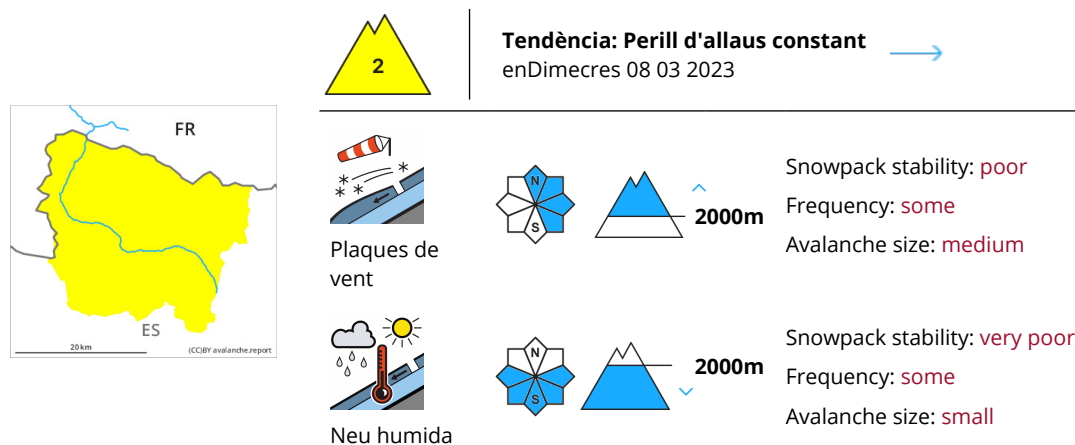 2
Tendència: Perill d'allaus constant
enDimecres 08 03 2023
FR
ES
20 km
(CC)BY avalanche.report
Plaques de
vent
N
S
2000m
Snowpack stability: poor
Frequency: some
Avalanche size: medium
Neu humida
N
S
2000m
Snowpack stability: very poor
Frequency: some
Avalanche size: small